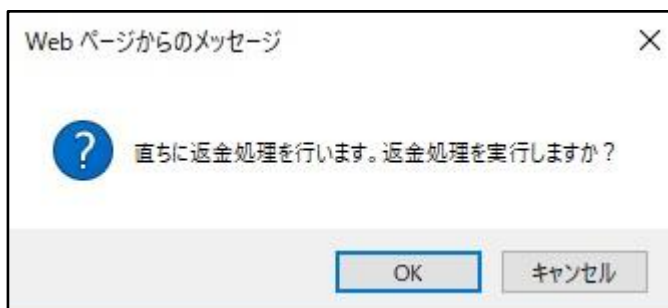 Web ページからのメッセージ
直ちに返金処理を行います。返金処理を実行しますか？
OK
キャンセル